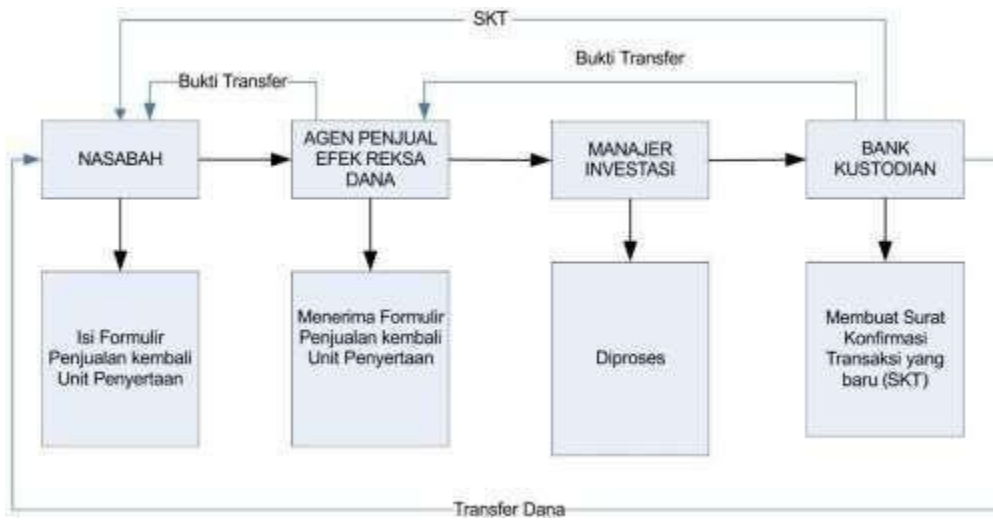 SKT
Bukti Transfer
Bukti Transfer
NASABAH
AGEN PENJUAL
EFEK REKSA
DANA
MANAJER
INVESTASI
BANK
KUSTODIAN
Isi Formulir
Penjualan kembali
Unit Penyertaan
Menerima Formulir
Penjualan kembali
Unit Penyertaan
Diproses
Membuat Surat
Konfirmasi
Transaksi yang
baru (SKT)
Transfer Dana